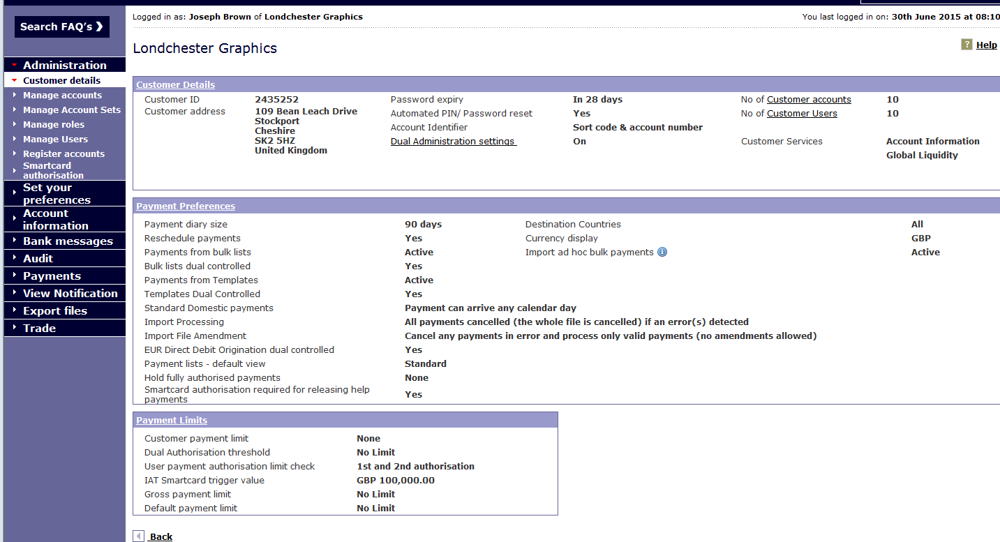 Logged in as: Joseph Brown of Londchester Graphics
You last logged in on: 30th June 2015 at 08:10
Search FAQ's ❯
Londchester Graphics
? Help
Administration
Customer details
Manage accounts
Manage Account Sets
Manage roles
Manage Users
Register accounts
Smartcard
authorisation
Set your
preferences
Account
information
Bank messages
Audit
Payments
View Notification
Export files
Trade
Customer Details
Customer ID 2435252 Password expiry In 28 days No of Customer accounts 10
Customer address 109 Bean Leach Drive Automated PIN/ Password reset Yes No of Customer Users 10
Stockport
Cheshire Account Identifier Sort code & account number
SK2 5HZ Dual Administration settings On Customer Services Account Information
United Kingdom Global Liquidity
Payment Preferences
Payment diary size 90 days Destination Countries All
Reschedule payments Yes Currency display GBP
Payments from bulk lists Active Import ad hoc bulk payments i Active
Bulk lists dual controlled Yes
Payments from Templates Active
Templates Dual Controlled Yes
Standard Domestic payments Payment can arrive any calendar day
Import Processing All payments cancelled (the whole file is cancelled) if an error(s) detected
Import File Amendment Cancel any payments in error and process only valid payments (no amendments allowed)
EUR Direct Debit Origination dual controlled Yes
Payment lists - default view Standard
Hold fully authorised payments None
Smartcard authorisation required for releasing help
payments Yes
Payment Limits
Customer payment limit None
Dual Authorisation threshold No Limit
User payment authorisation limit check 1st and 2nd authorisation
IAT Smartcard trigger value GBP 100,000.00
Gross payment limit No Limit
Default payment limit No Limit
Back